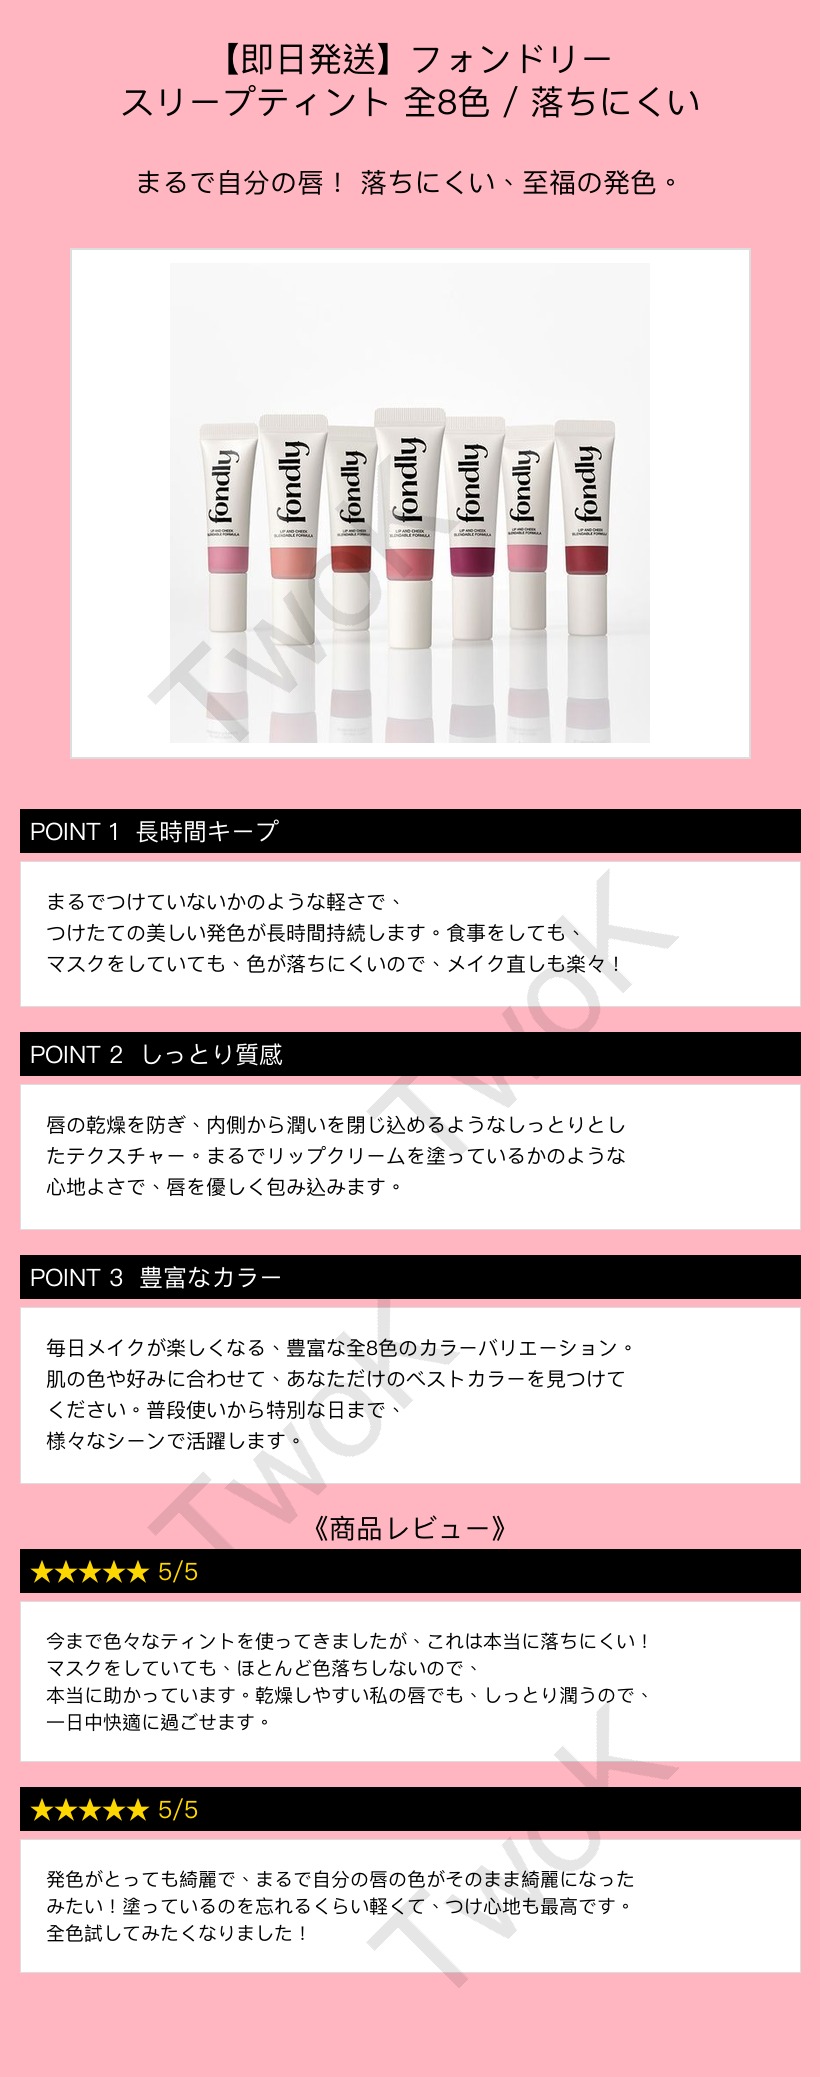 【即日発送】フォンドリー
スリープティント 全8色 / 落ちにくい
まるで自分の唇！ 落ちにくい、至福の発色。
fondly
LIP AND CHEEK
BLENDABLE FORMULA
fondly
LIP AND CHEEK
BLENDABLE FORMULA
fondly
LIP AND CHEEK
BLENDABLE FORMULA
fondly
LIP AND CHEEK
BLENDABLE FORMULA
fondly
LIP AND CHEEK
BLENDABLE FORMULA
fondly
LIP AND CHEEK
BLENDABLE FORMULA
fondly
LIP AND CHEEK
BLENDABLE FORMULA
TwoK
POINT 1 長時間キープ
まるでつけていないかのような軽さで、
つけたての美しい発色が長時間持続します。食事をしても、
マスクをしていても、色が落ちにくいので、メイク直しも楽々！
TwoK
POINT 2 しっとり質感
唇の乾燥を防ぎ、内側から潤いを閉じ込めるようなしっとりとし
たテクスチャー。まるでリップクリームを塗っているかのような
心地よさで、唇を優しく包み込みます。
POINT 3 豊富なカラー
毎日メイクが楽しくなる、豊富な全8色のカラーバリエーション。
肌の色や好みに合わせて、あなただけのベストカラーを見つけて
ください。普段使いから特別な日まで、
様々なシーンで活躍します。
TwoK
《商品レビュー》
★★★★★ 5/5
今まで色々なティントを使ってきましたが、これは本当に落ちにくい！
マスクをしていても、ほとんど色落ちしないので、
本当に助かっています。乾燥しやすい私の唇でも、しっとり潤うので、
一日中快適に過ごせます。
★★★★★ 5/5
発色がとっても綺麗で、まるで自分の唇の色がそのまま綺麗になった
みたい！塗っているのを忘れるくらい軽くて、つけ心地も最高です。
全色試してみたくなりました！
TwoK